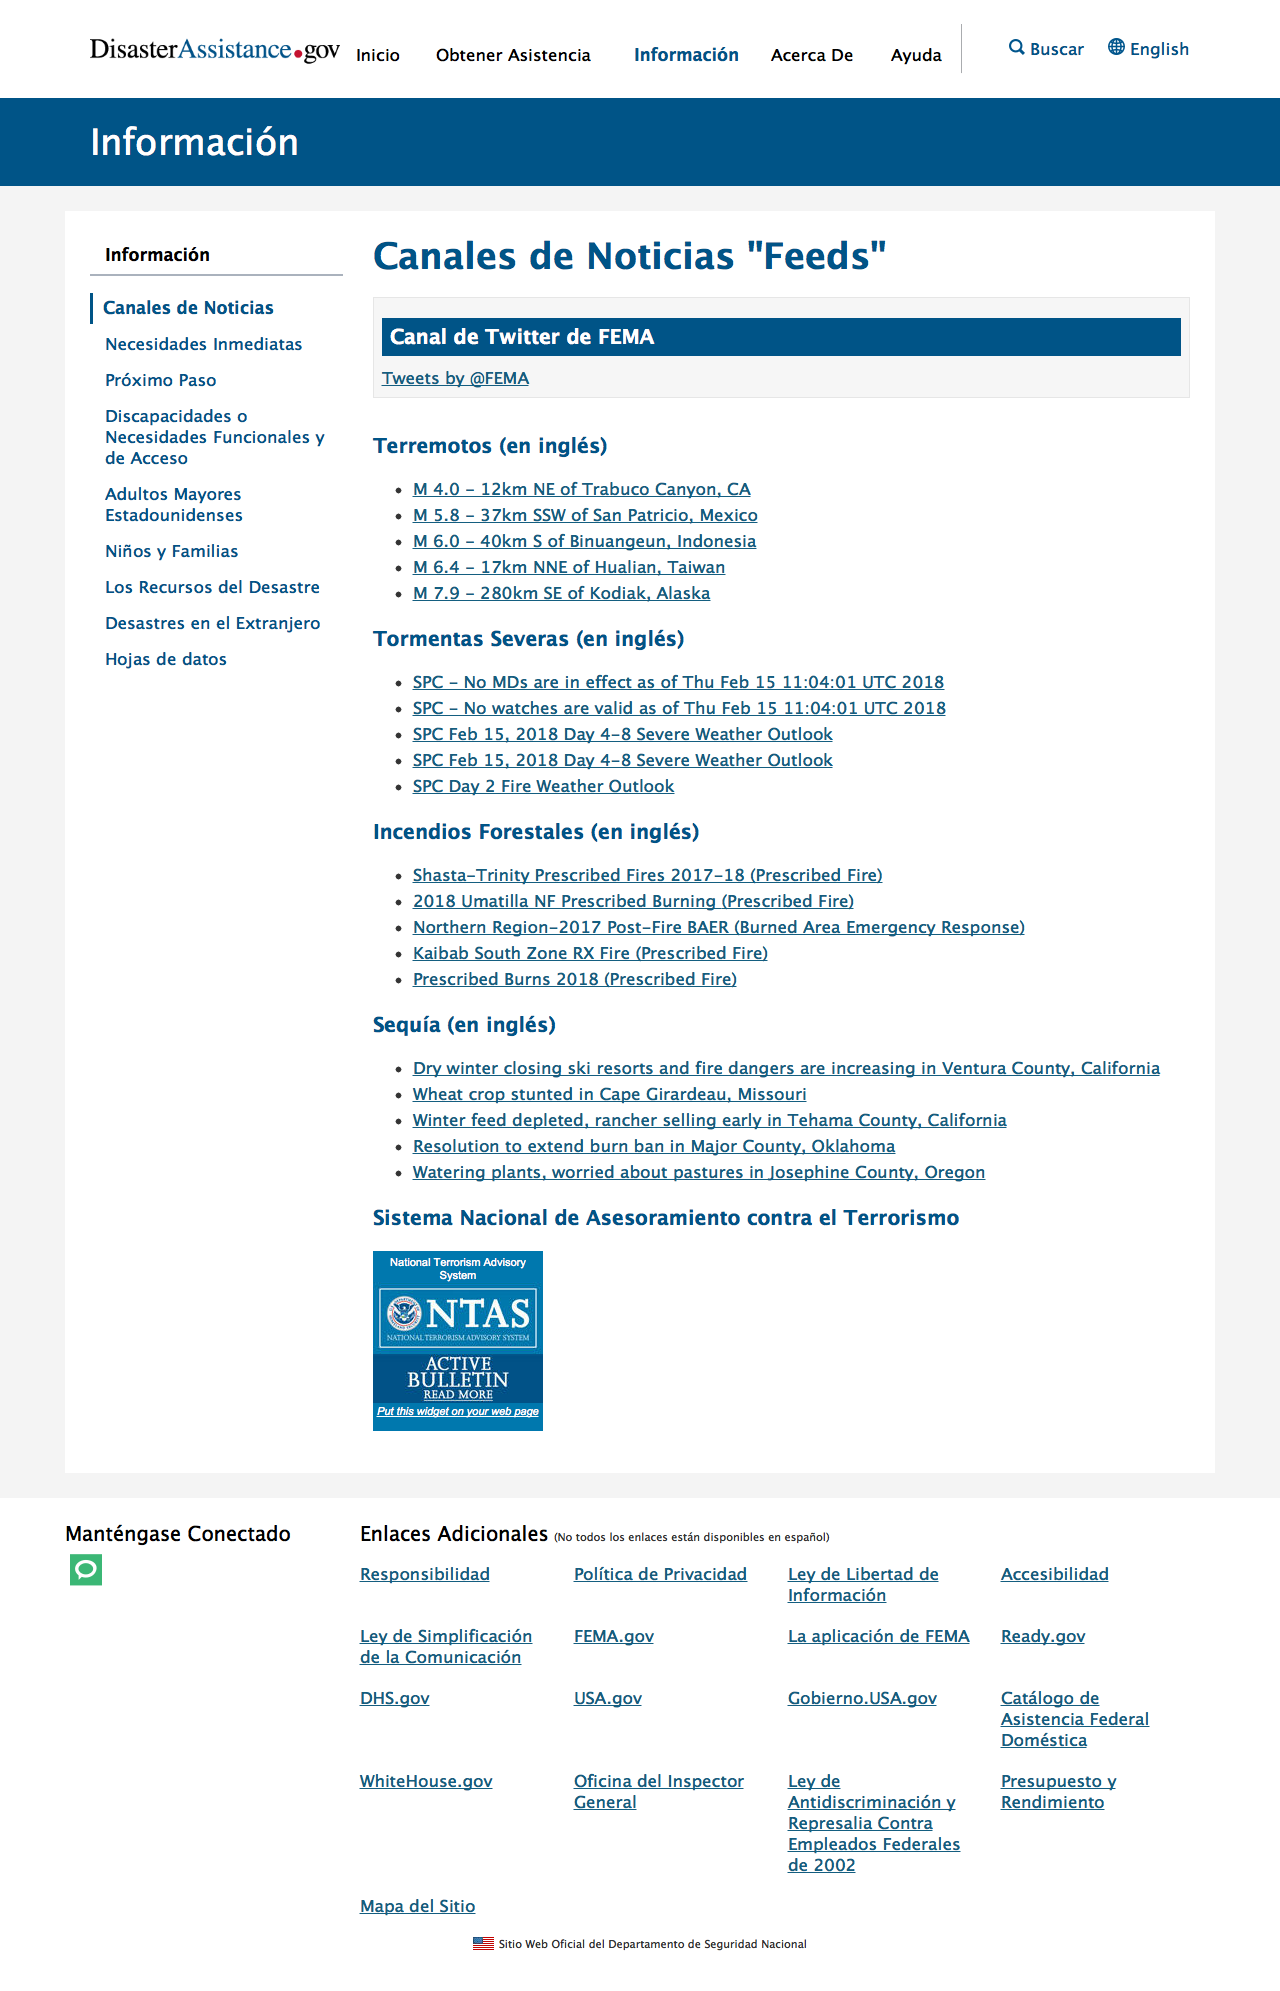 DisasterAssistance.gov
Inicio
Obtener Asistencia
Información
Acerca De
Ayuda
Buscar
English
Información
Información
Canales de Noticias
Necesidades Inmediatas
Próximo Paso
Discapacidades o
Necesidades Funcionales y
de Acceso
Adultos Mayores
Estadounidenses
Niños y Familias
Los Recursos del Desastre
Desastres en el Extranjero
Hojas de datos
Canales de Noticias "Feeds"
Canal de Twitter de FEMA
Tweets by @FEMA
Terremotos (en inglés)
M 4.0 - 12km NE of Trabuco Canyon, CA
M 5.8 - 37km SSW of San Patricio, Mexico
M 6.0 - 40km S of Binuangeun, Indonesia
M 6.4 - 17km NNE of Hualian, Taiwan
M 7.9 - 280km SE of Kodiak, Alaska
Tormentas Severas (en inglés)
SPC - No MDs are in effect as of Thu Feb 15 11:04:01 UTC 2018
SPC - No watches are valid as of Thu Feb 15 11:04:01 UTC 2018
SPC Feb 15, 2018 Day 4-8 Severe Weather Outlook
SPC Feb 15, 2018 Day 4-8 Severe Weather Outlook
SPC Day 2 Fire Weather Outlook
Incendios Forestales (en inglés)
Shasta-Trinity Prescribed Fires 2017-18 (Prescribed Fire)
2018 Umatilla NF Prescribed Burning (Prescribed Fire)
Northern Region-2017 Post-Fire BAER (Burned Area Emergency Response)
Kaibab South Zone RX Fire (Prescribed Fire)
Prescribed Burns 2018 (Prescribed Fire)
Sequía (en inglés)
Dry winter closing ski resorts and fire dangers are increasing in Ventura County, California
Wheat crop stunted in Cape Girardeau, Missouri
Winter feed depleted, rancher selling early in Tehama County, California
Resolution to extend burn ban in Major County, Oklahoma
Watering plants, worried about pastures in Josephine County, Oregon
Sistema Nacional de Asesoramiento contra el Terrorismo
National Terrorism Advisory
System
NTAS
NATIONAL TERRORISM ADVISORY SYSTEM
ACTIVE
BULLETIN
READ MORE
Put this widget on your web page
Manténgase Conectado
Enlaces Adicionales (No todos los enlaces están disponibles en español)
Responsibilidad
Política de Privacidad
Ley de Libertad de
Información
Accesibilidad
Ley de Simplificación
de la Comunicación
FEMA.gov
La aplicación de FEMA
Ready.gov
DHS.gov
USA.gov
Gobierno.USA.gov
Catálogo de
Asistencia Federal
Doméstica
WhiteHouse.gov
Oficina del Inspector
General
Ley de
Antidiscriminación y
Represalia Contra
Empleados Federales
de 2002
Presupuesto y
Rendimiento
Mapa del Sitio
Sitio Web Oficial del Departamento de Seguridad Nacional